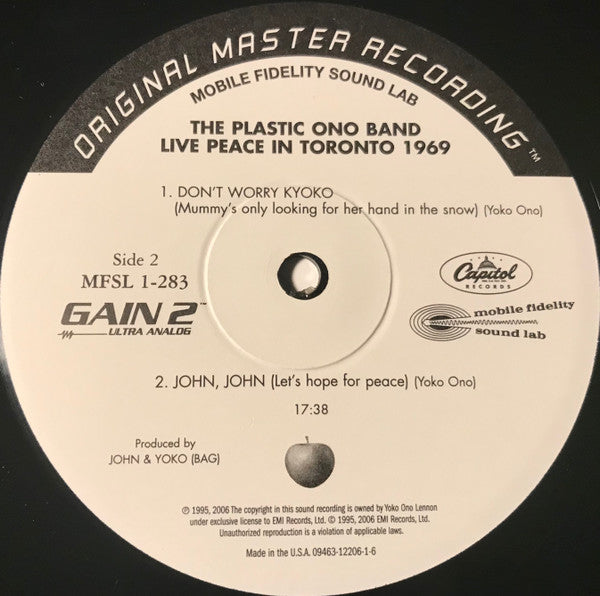 ORIGINAL MASTER RECORDING™
MOBILE FIDELITY SOUND LAB
THE PLASTIC ONO BAND
LIVE PEACE IN TORONTO 1969
1. DON'T WORRY KYOKO
(Mummy's only looking for her hand in the snow) (Yoko Ono)
Side 2
MFSL 1-283
GAIN 2™
ULTRA ANALOG
Capitol
RECORDS
mobile fidelity
sound lab
2. JOHN, JOHN (Let's hope for peace) (Yoko Ono)
17:38
Produced by
JOHN & YOKO (BAG)
℗ 1995, 2006 The copyright in this sound recording is owned by Yoko Ono Lennon
under exclusive license to EMI Records, Ltd. © 1995, 2006 EMI Records, Ltd.
Unauthorized reproduction is a violation of applicable laws.
Made in the U.S.A. 09463-12206-1-6